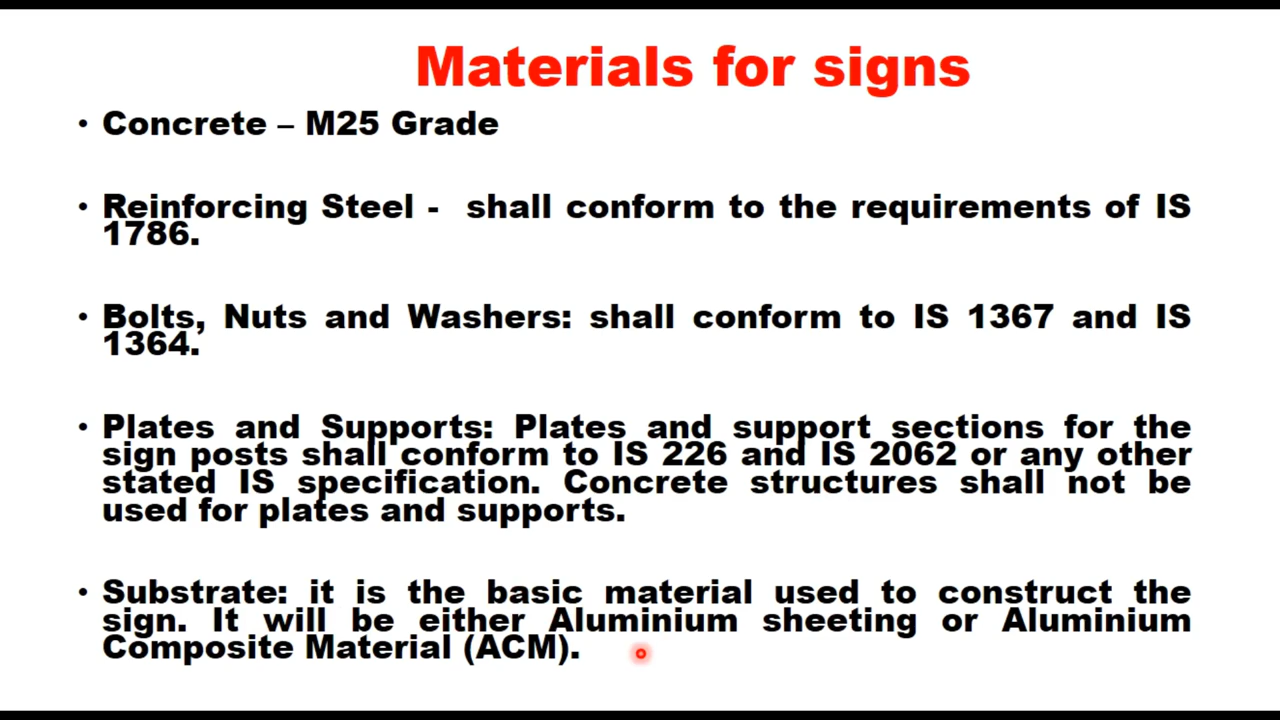 Materials for signs
• Concrete – M25 Grade
• Reinforcing Steel - shall conform to the requirements of IS
1786.
• Bolts, Nuts and Washers: shall conform to IS 1367 and IS
1364.
• Plates and Supports: Plates and support sections for the
sign posts shall conform to IS 226 and IS 2062 or any other
stated IS specification. Concrete structures shall not be
used for plates and supports.
• Substrate: it is the basic material used to construct the
sign. It will be either Aluminium sheeting or Aluminium
Composite Material (ACM).